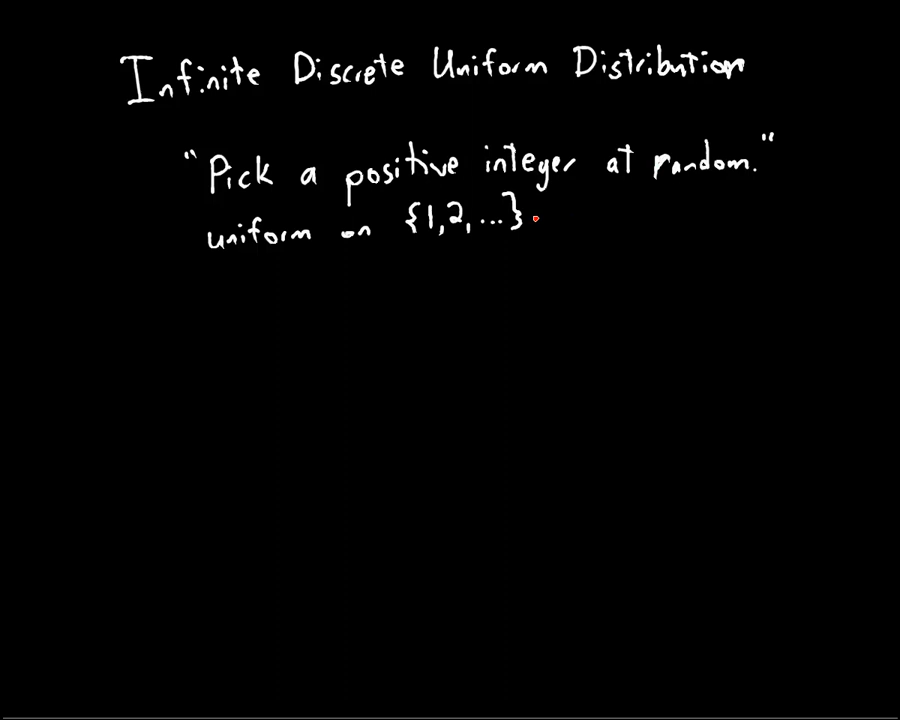 Infinite Discrete Uniform Distribution
"Pick a positive integer at random."
uniform on {1,2,...}